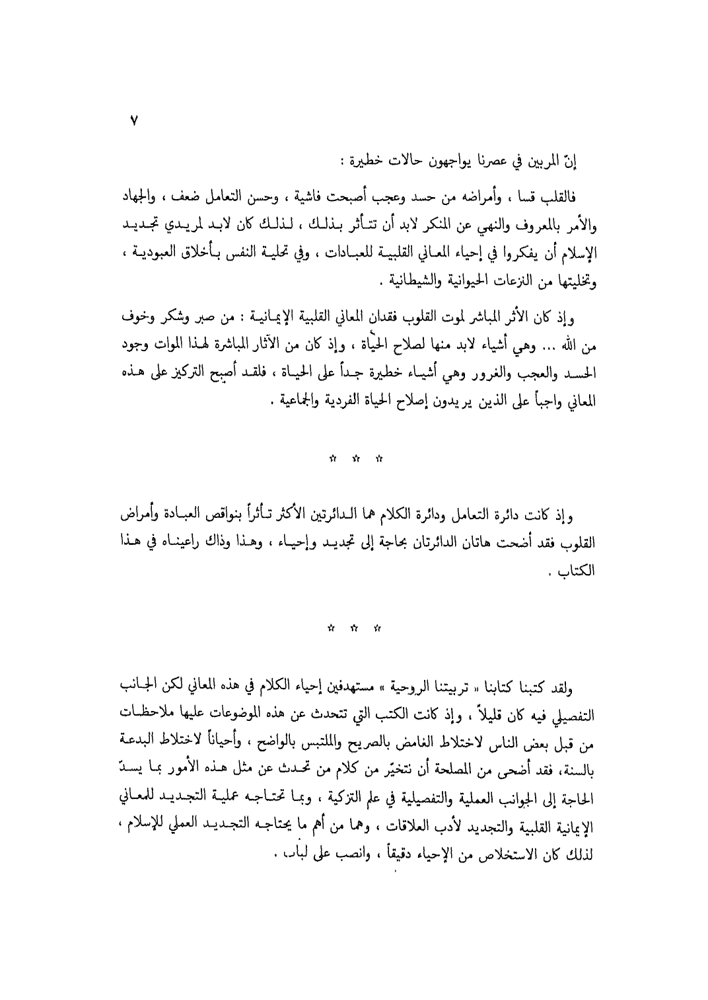 ٧
إنّ المربين في عصرنا يواجهون حالات خطيرة :
فالقلب قسا ، وأمراضه من حسد وعجب أصبحت فاشية ، وحسن التعامل ضعف ، والجهاد
والأمر بالمعروف والنهي عن المنكر لابد أن تتأثر بذلك ، لذلك كان لابد لمريدي تجديد
الإسلام أن يفكروا في إحياء المعاني القلبية للعبادات ، وفي تحلية النفس بأخلاق العبودية ،
وتخليتها من النزعات الحيوانية والشيطانية .
وإذ كان الأثر المباشر لموت القلوب فقدان المعاني القلبية الإيمانية : من صبر وشكر وخوف
من الله ... وهي أشياء لابد منها لصلاح الحياة ، وإذ كان من الآثار المباشرة لهذا الموات وجود
الحسد والعجب والغرور وهي أشياء خطيرة جداً على الحياة ، فلقد أصبح التركيز على هذه
المعاني واجباً على الذين يريدون إصلاح الحياة الفردية والجماعية .
☆ ☆ ☆
وإذ كانت دائرة التعامل ودائرة الكلام هما الدائرتين الأكثر تأثراً بنواقص العبادة وأمراض
القلوب فقد أضحت هاتان الدائرتان بحاجة إلى تجديد وإحياء ، وهذا وذاك راعيناه في هذا
الكتاب .
☆ ☆ ☆
ولقد كتبنا كتابنا « تربيتنا الروحية » مستهدفين إحياء الكلام في هذه المعاني لكن الجانب
التفصيلي فيه كان قليلاً ، وإذ كانت الكتب التي تتحدث عن هذه الموضوعات عليها ملاحظات
من قبل بعض الناس لاختلاط الغامض بالصريح والملتبس بالواضح ، وأحياناً لاختلاط البدعة
بالسنة، فقد أضحى من المصلحة أن نتخيّر من كلام من تحدث عن مثل هذه الأمور بما يسدّ
الحاجة إلى الجوانب العملية والتفصيلية في علم التزكية ، وبما تحتاجه عملية التجديد للمعاني
الإيمانية القلبية والتجديد لأدب العلاقات ، وهما من أهم ما يحتاجه التجديد العملي للإسلام ،
لذلك كان الاستخلاص من الإحياء دقيقاً ، وانصب على لباب .